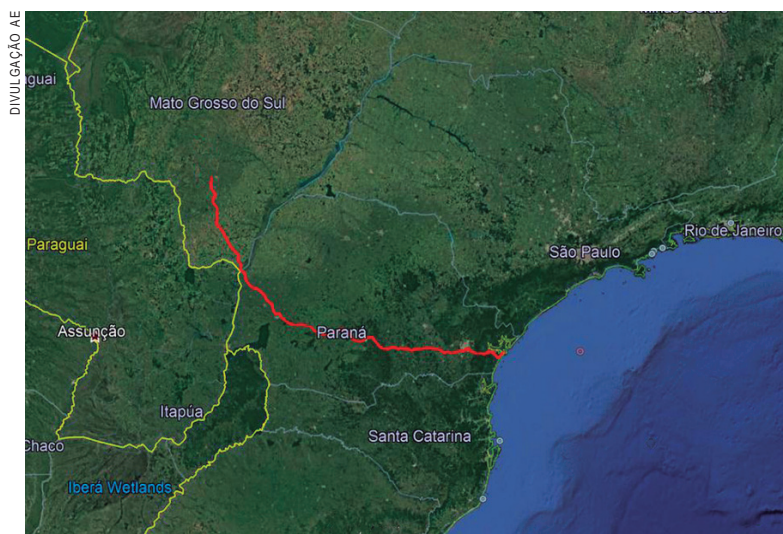 DIVULGAÇÃO AE
Mato Grosso do Sul
Paraguai
Rio de Janeiro
São Paulo
Assunção
Paraná
Itapúa
Santa Catarina
Chaco
Iberá Wetlands